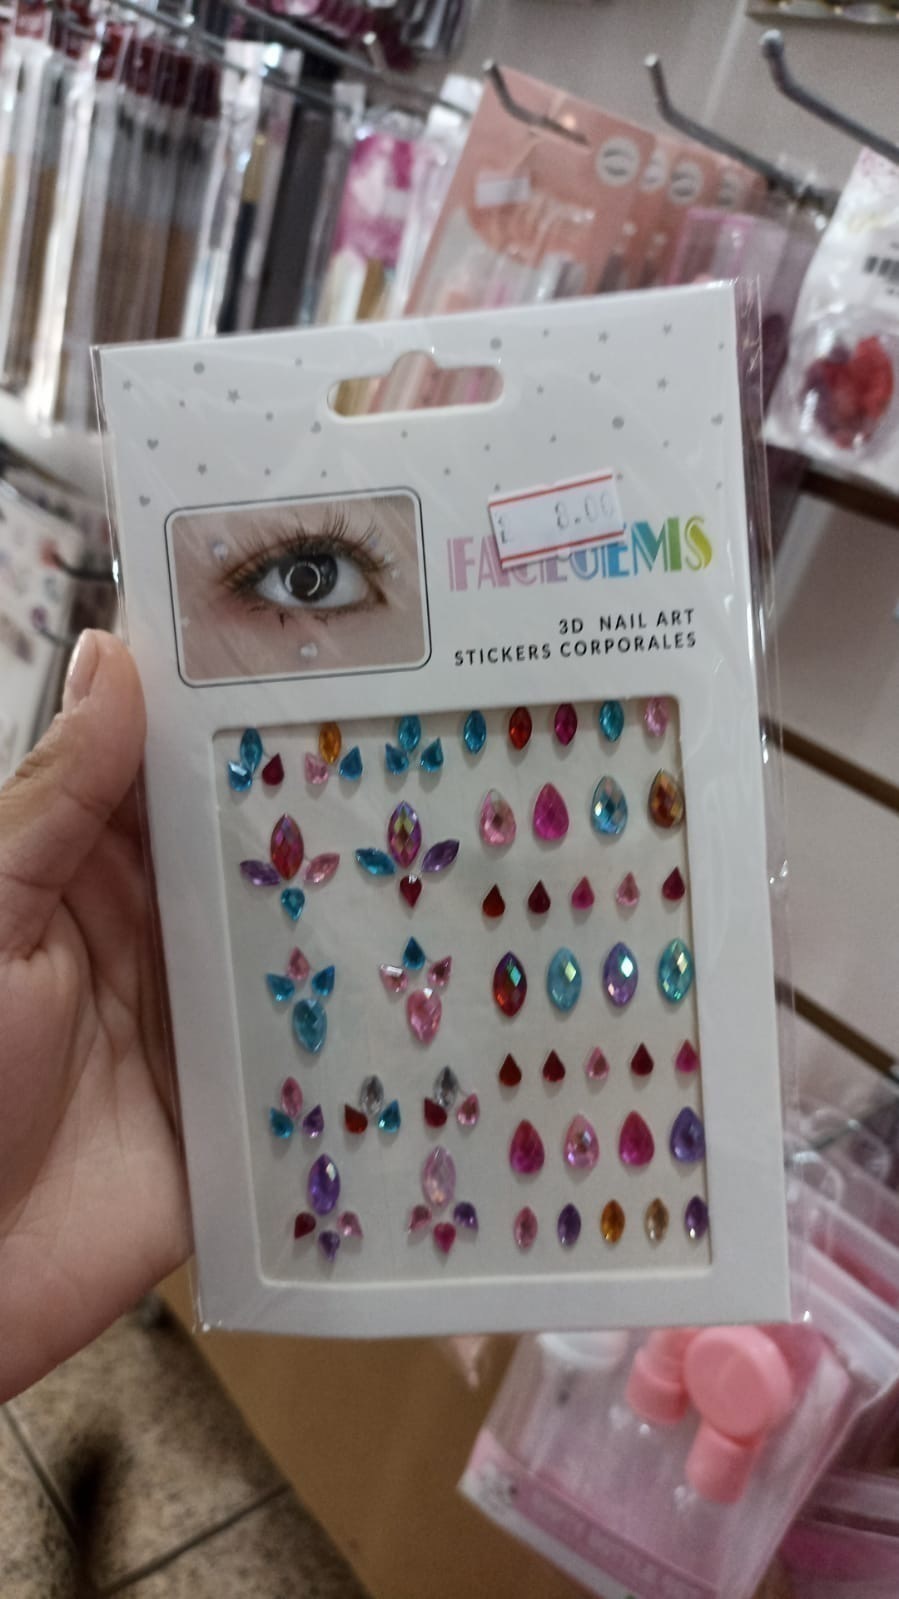 8.00
FACEGEMS
3D NAIL ART
STICKERS CORPORALES